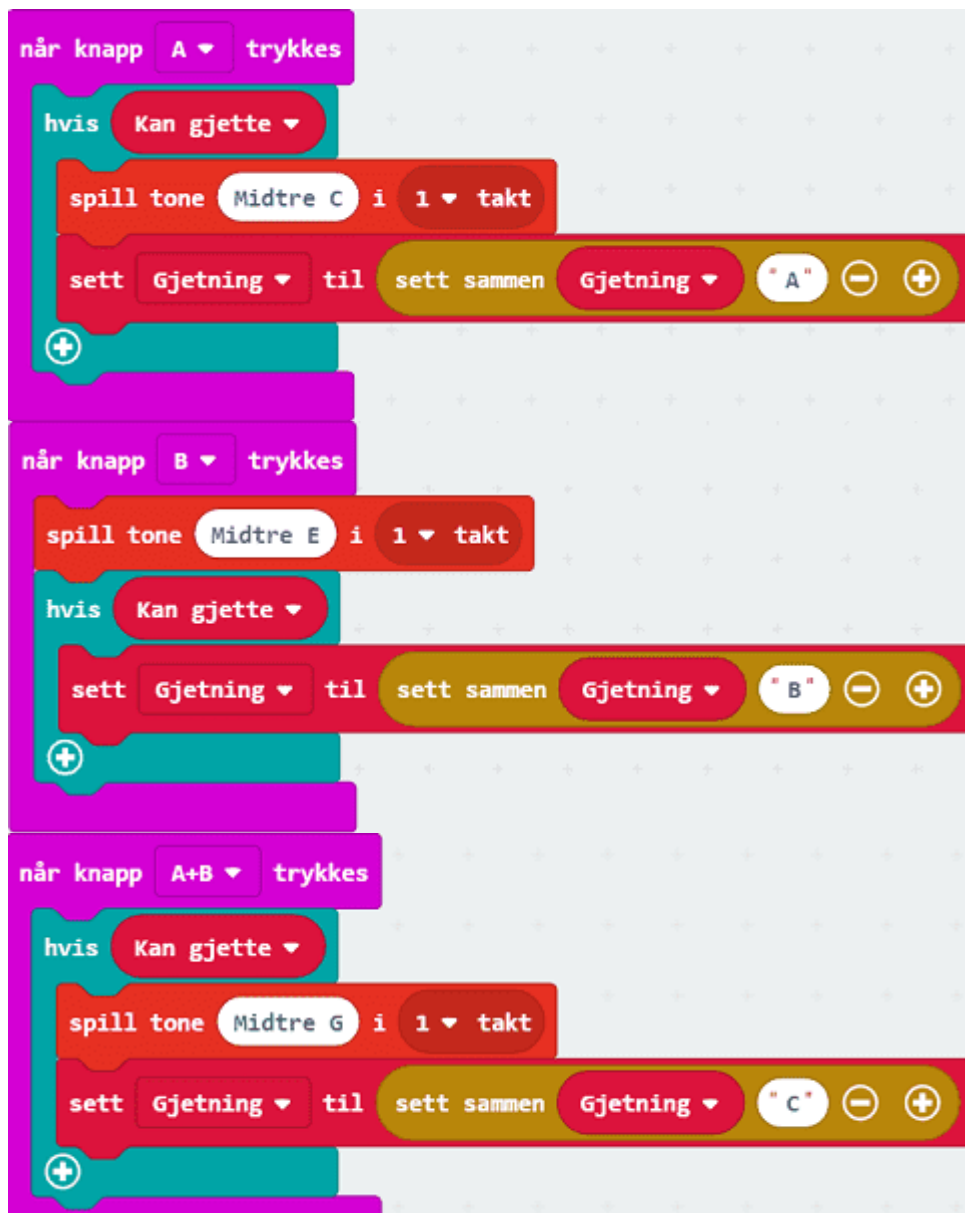 når knapp A trykkes
hvis Kan gjette
spill tone Midtre C i 1 takt
sett Gjetning til sett sammen Gjetning "A"
når knapp B trykkes
spill tone Midtre E i 1 takt
hvis Kan gjette
sett Gjetning til sett sammen Gjetning "B"
når knapp A+B trykkes
hvis Kan gjette
spill tone Midtre G i 1 takt
sett Gjetning til sett sammen Gjetning "C"